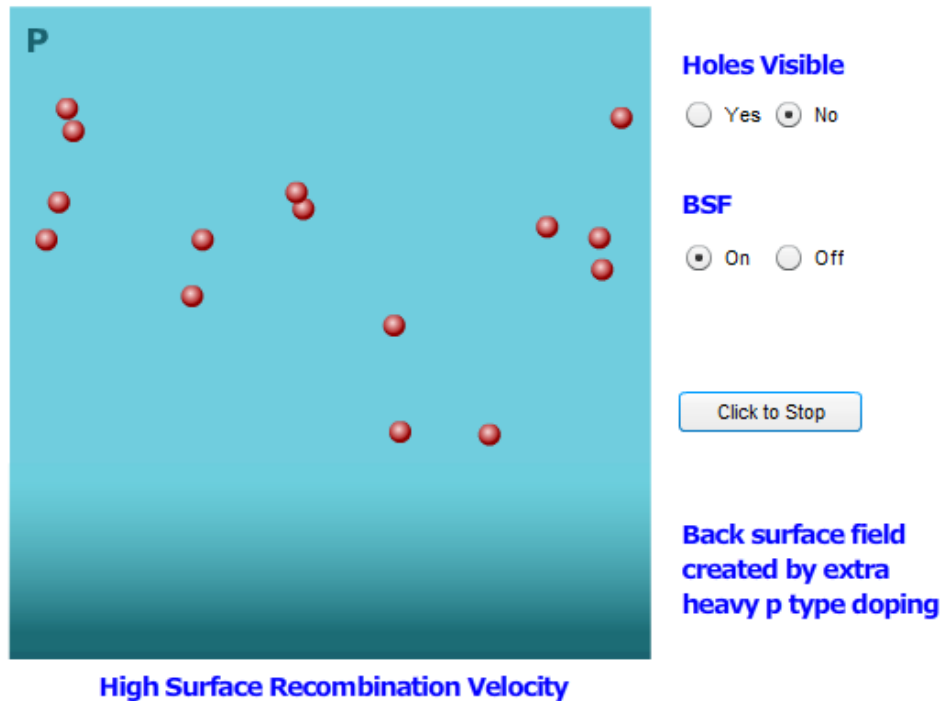 P
Holes Visible
Yes No
BSF
On Off
Click to Stop
Back surface field
created by extra
heavy p type doping
High Surface Recombination Velocity